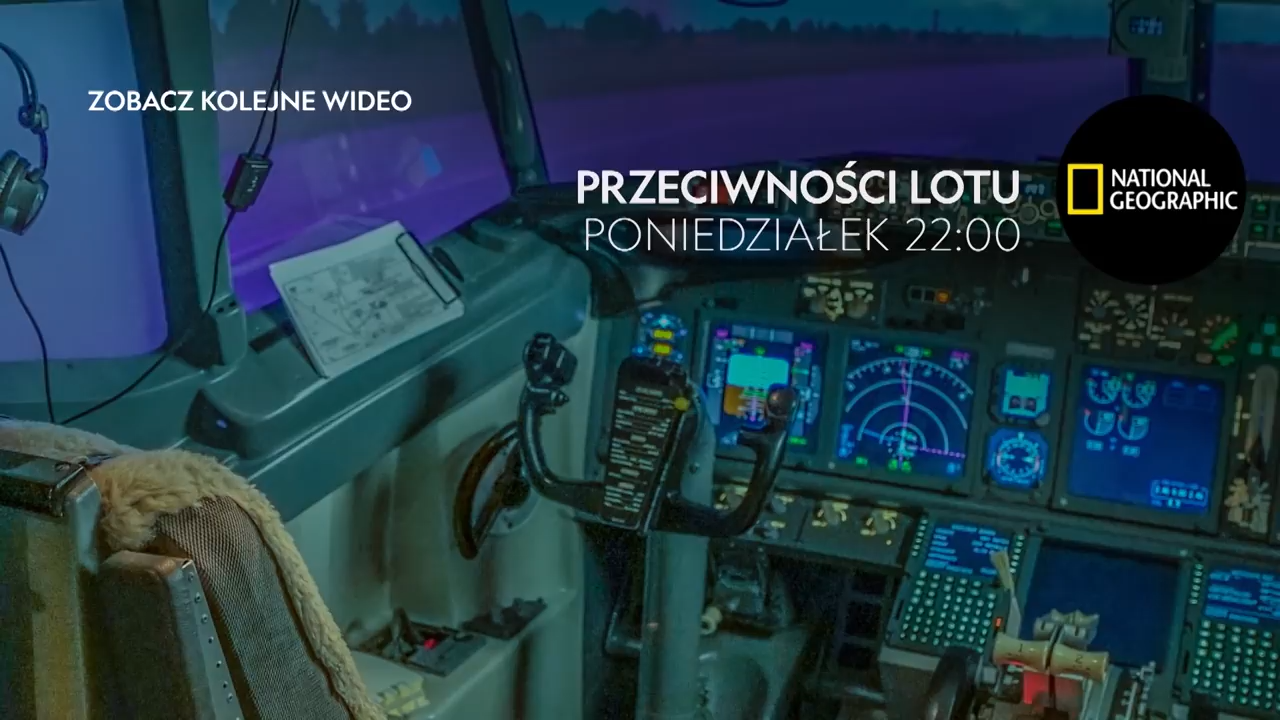 ZOBACZ KOLEJNE WIDEO
PRZECIWNOŚCI LOTU
PONIEDZIAŁEK 22:00
NATIONAL
GEOGRAPHIC